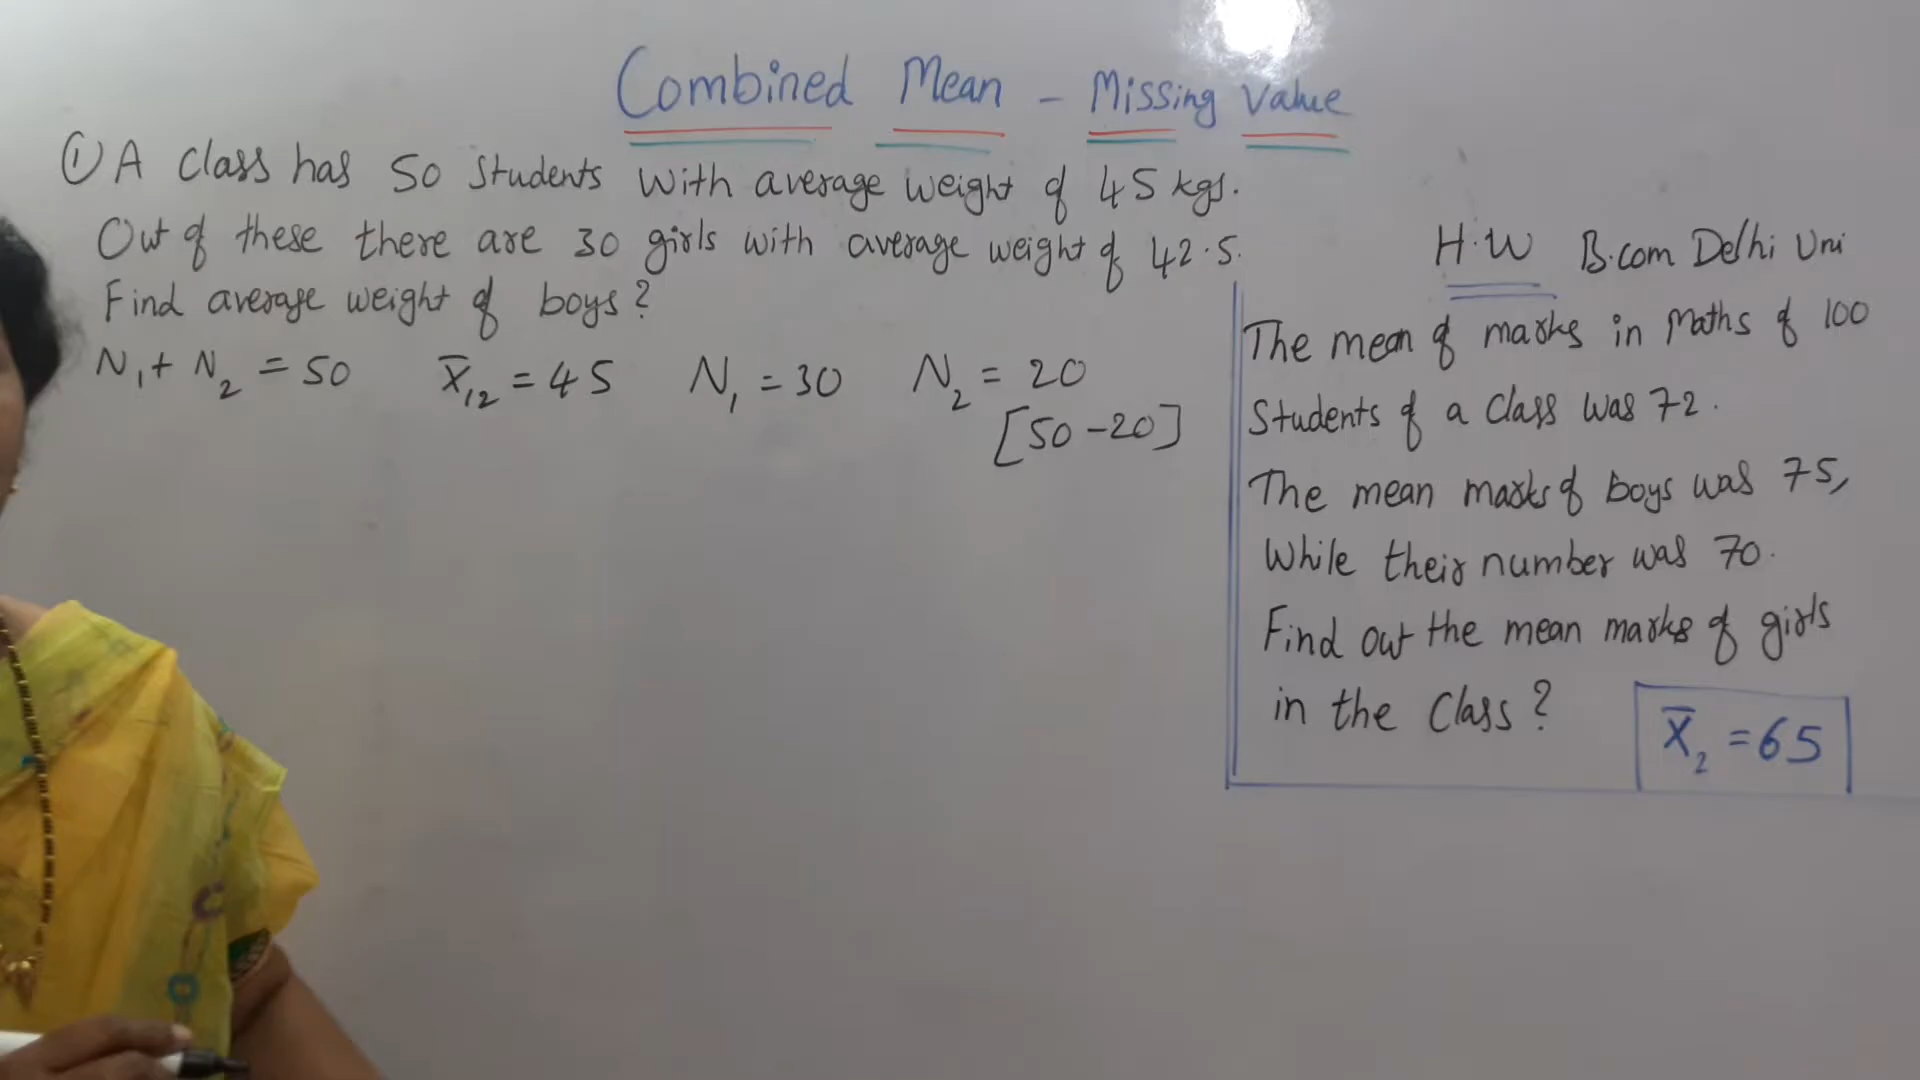 Combined Mean - Missing Value
① A Class has 50 Students with average weight of 45 kgs.
Out of these there are 30 girls with average weight of 42.5.
Find average weight of boys?
N₁ + N₂ = 50 X̄₁₂ = 45 N₁ = 30 N₂ = 20
[50 - 20]
H.W B.com Delhi Uni
The mean of marks in Maths of 100
Students of a Class was 72.
The mean marks of boys was 75,
While their number was 70.
Find out the mean marks of girls
in the Class?
X̄₂ = 65